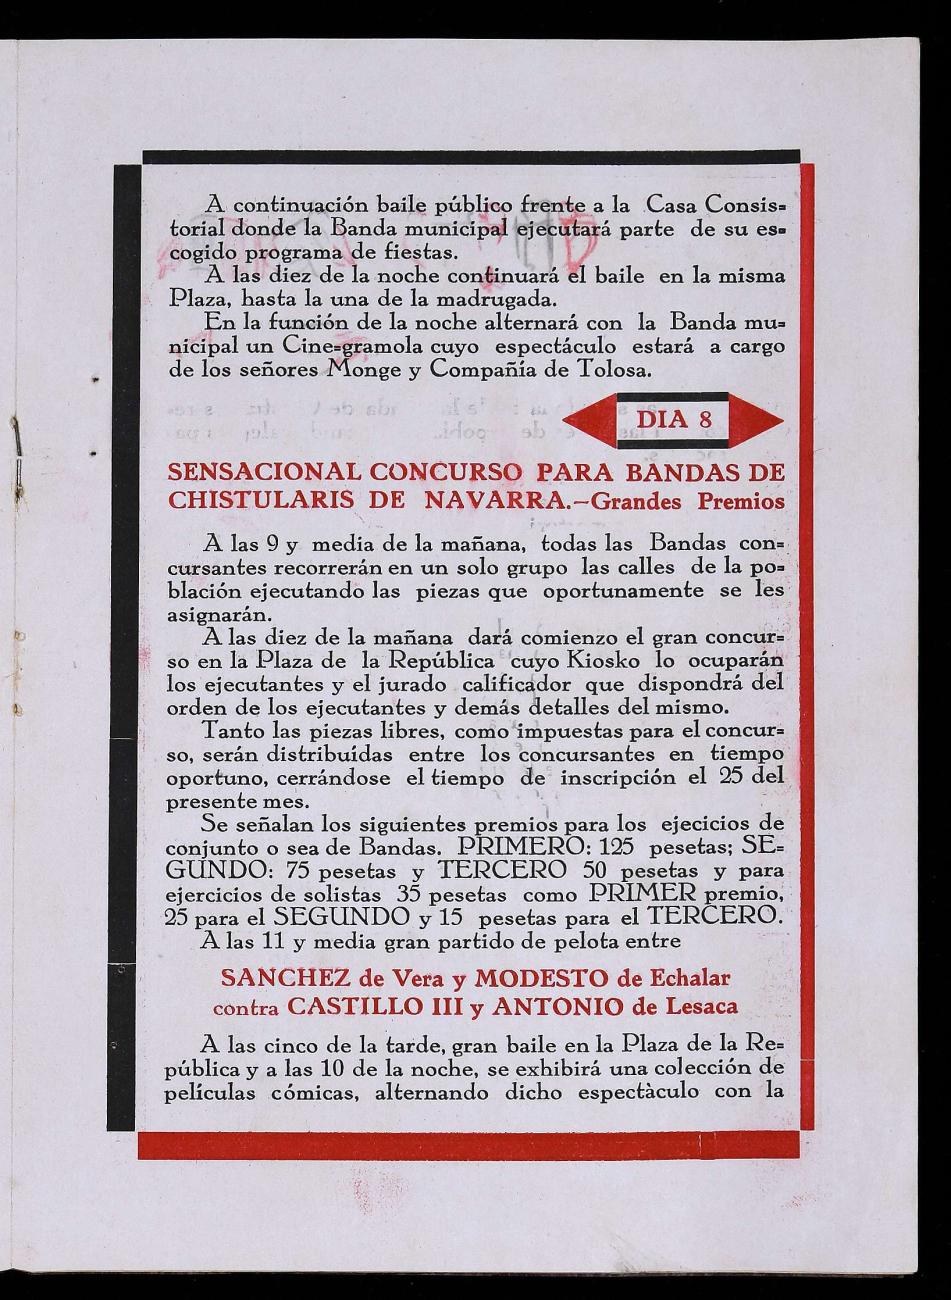 A continuación baile público frente a la Casa Consis=
torial donde la Banda municipal ejecutará parte de su es=
cogido programa de fiestas.
A las diez de la noche continuará el baile en la misma
Plaza, hasta la una de la madrugada.
En la función de la noche alternará con la Banda mu=
nicipal un Cine=gramola cuyo espectáculo estará a cargo
de los señores Monge y Compañía de Tolosa.
DIA 8
SENSACIONAL CONCURSO PARA BANDAS DE
CHISTULARIS DE NAVARRA.—Grandes Premios
A las 9 y media de la mañana, todas las Bandas con=
cursantes recorrerán en un solo grupo las calles de la po=
blación ejecutando las piezas que oportunamente se les
asignarán.
A las diez de la mañana dará comienzo el gran concur=
so en la Plaza de la República cuyo Kiosko lo ocuparán
los ejecutantes y el jurado calificador que dispondrá del
orden de los ejecutantes y demás detalles del mismo.
Tanto las piezas libres, como impuestas para el concur=
so, serán distribuídas entre los concursantes en tiempo
oportuno, cerrándose el tiempo de inscripción el 25 del
presente mes.
Se señalan los siguientes premios para los ejecicios de
conjunto o sea de Bandas. PRIMERO: 125 pesetas; SE=
GUNDO: 75 pesetas y TERCERO 50 pesetas y para
ejercicios de solistas 35 pesetas como PRIMER premio,
25 para el SEGUNDO y 15 pesetas para el TERCERO.
A las 11 y media gran partido de pelota entre
SANCHEZ de Vera y MODESTO de Echalar
contra CASTILLO III y ANTONIO de Lesaca
A las cinco de la tarde, gran baile en la Plaza de la Re=
pública y a las 10 de la noche, se exhibirá una colección de
películas cómicas, alternando dicho espectàculo con la